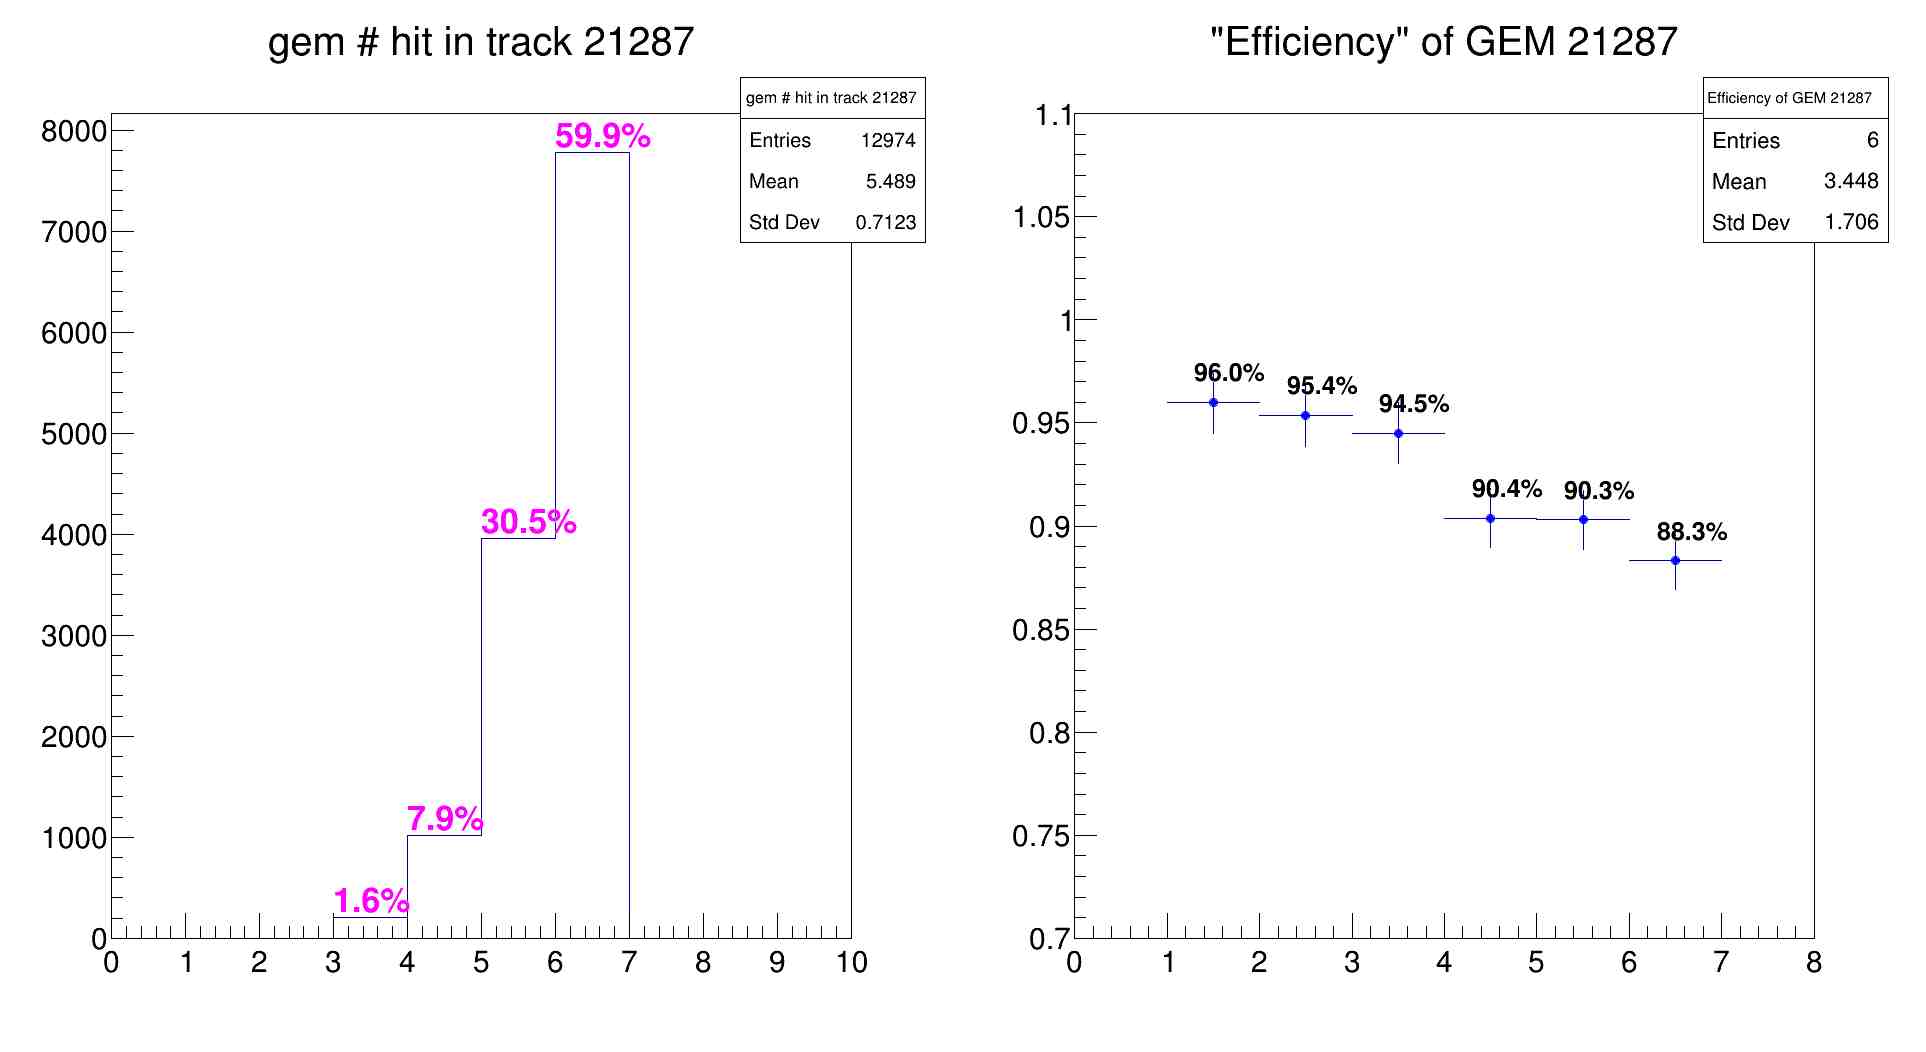 gem # hit in track 21287
gem # hit in track 21287
Entries 12974
Mean 5.489
Std Dev 0.7123
8000
7000
6000
5000
4000
3000
2000
1000
0
59.9%
30.5%
7.9%
1.6%
0 1 2 3 4 5 6 7 8 9 10
"Efficiency" of GEM 21287
Efficiency of GEM 21287
Entries 6
Mean 3.448
Std Dev 1.706
1.1
1.05
1
0.95
0.9
0.85
0.8
0.75
0.7
96.0%
95.4%
94.5%
90.4%
90.3%
88.3%
0 1 2 3 4 5 6 7 8